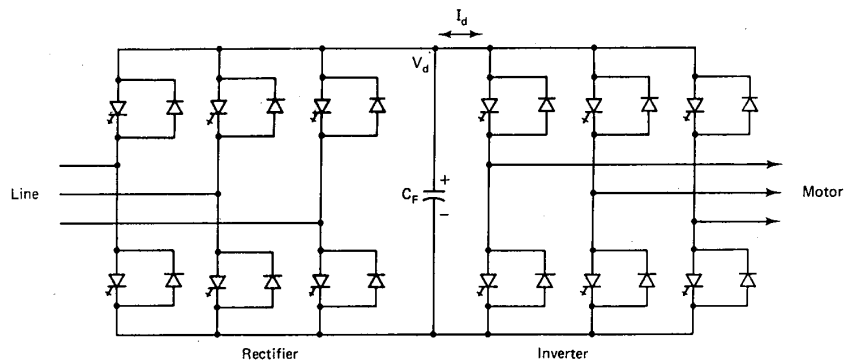 I_d
V_d
Line
C_F
+
−
Motor
Rectifier
Inverter